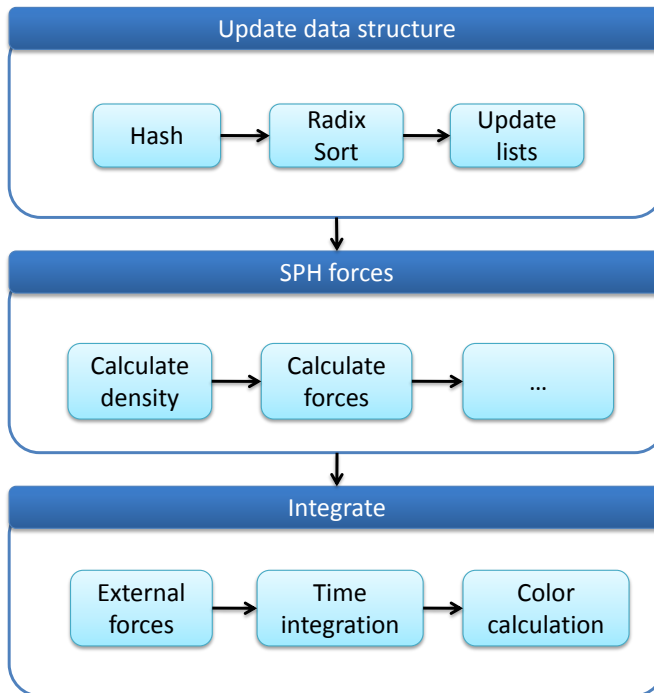 Update data structure
Hash
Radix
Sort
Update
lists
SPH forces
Calculate
density
Calculate
forces
...
Integrate
External
forces
Time
integration
Color
calculation